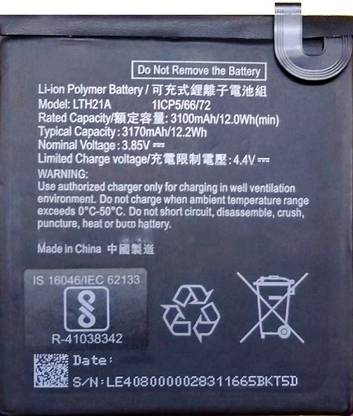 Do Not Remove the Battery
Li-ion Polymer Battery / 可充式鋰離子電池組
Model: LTH21A 1ICP5/66/72
Rated Capacity/額定容量: 3100mAh/12.0Wh(min)
Typical Capacity: 3170mAh/12.2Wh
Nominal Voltage: 3.85V⎓
Limited Charge voltage/充電限制電壓: 4.4V⎓
WARNING:
Use authorized charger only for charging in well ventilation
environment. Do not charge when ambient temperature range
exceeds 0°C-50°C. Do not short circuit, disassemble, crush,
puncture, heat or burn battery.
Made in China 中國製造
IS 16046/IEC 62133
R-41038342
Date:
S/N: LE4080000028311665BKT5D